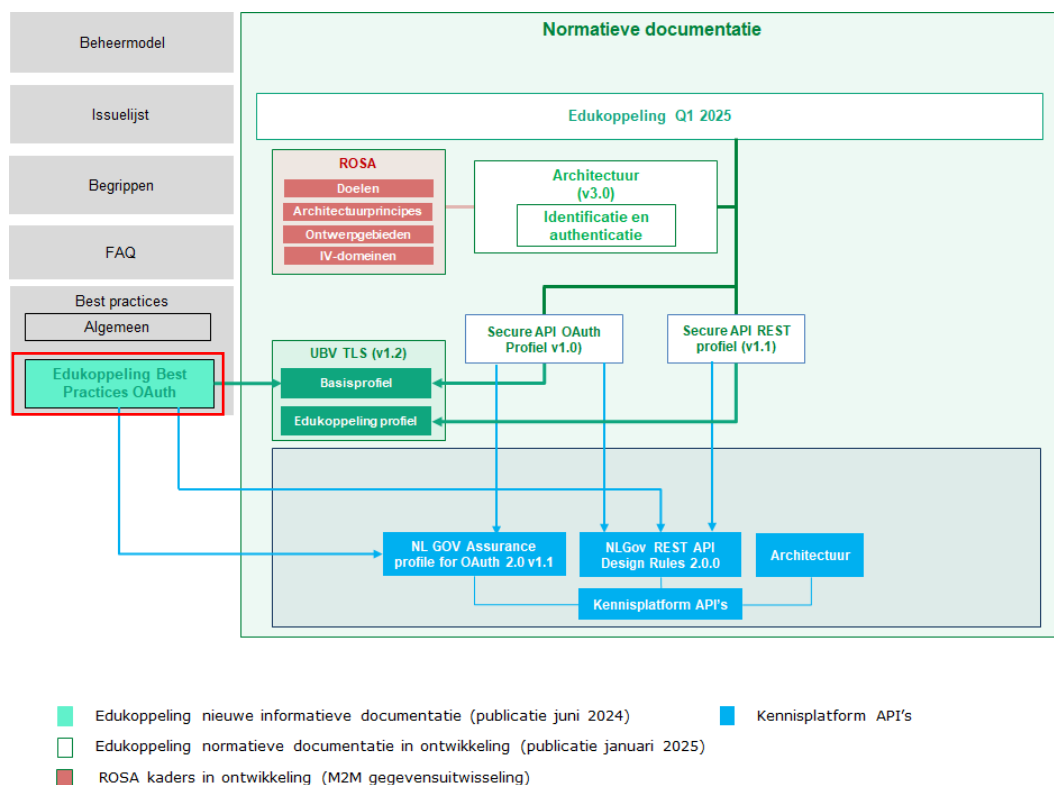 Beheermodel
Issuelijst
Begrippen
FAQ
Best practices
Algemeen
Edukoppeling Best
Practices OAuth
Normatieve documentatie
Edukoppeling Q1 2025
ROSA
Doelen
Architectuurprincipes
Ontwerpgebieden
IV-domeinen
Architectuur
(v3.0)
Identificatie en
authenticatie
Secure API OAuth
Profiel v1.0)
Secure API REST
profiel (v1.1)
UBV TLS (v1.2)
Basisprofiel
Edukoppeling profiel
NL GOV Assurance
profile for OAuth 2.0 v1.1
NLGov REST API
Design Rules 2.0.0
Architectuur
Kennisplatform API's
Edukoppeling nieuwe informatieve documentatie (publicatie juni 2024)
Kennisplatform API's
Edukoppeling normatieve documentatie in ontwikkeling (publicatie januari 2025)
ROSA kaders in ontwikkeling (M2M gegevensuitwisseling)